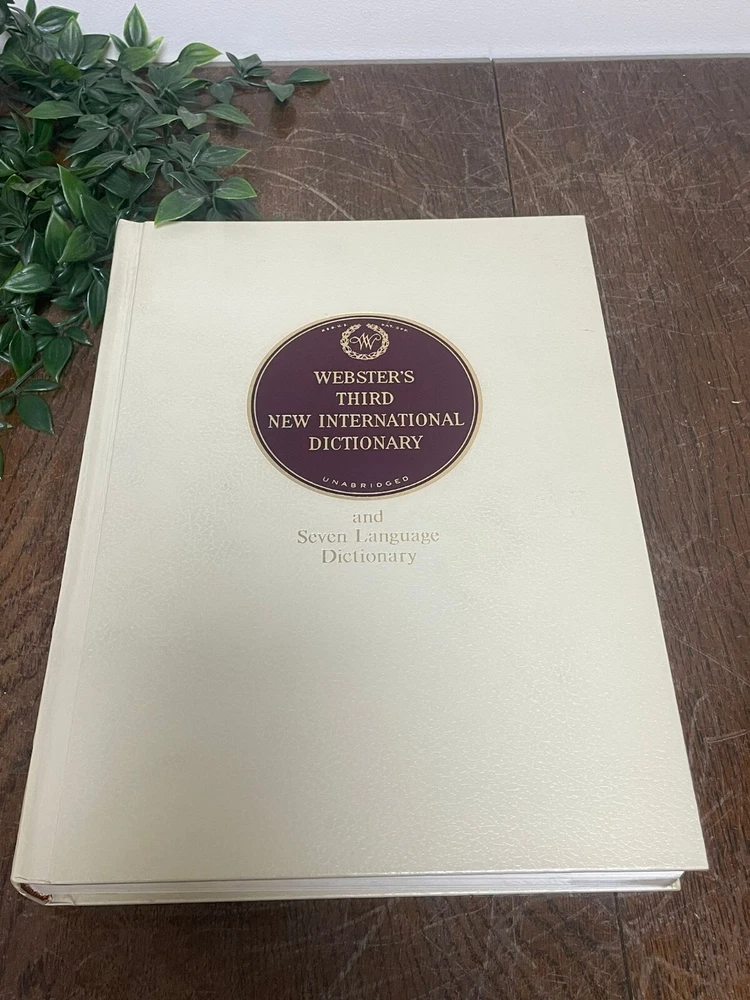 WEBSTER'S
THIRD
NEW INTERNATIONAL
DICTIONARY
UNABRIDGED
and
Seven Language
Dictionary